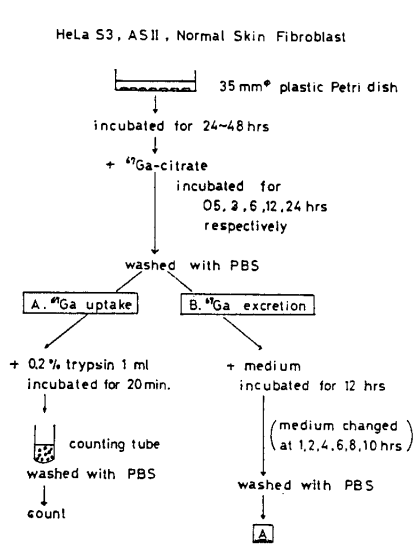 HeLa S3, ASII, Normal Skin Fibroblast
35 mmφ plastic Petri dish
incubated for 24~48 hrs
+ ⁶⁷Ga-citrate
incubated for
05, 3, 6, 12, 24 hrs
respectively
washed with PBS
A. ⁶⁷Ga uptake
B. ⁶⁷Ga excretion
+ 0.2% trypsin 1 ml
incubated for 20 min.
counting tube
washed with PBS
count
+ medium
incubated for 12 hrs
(medium changed
at 1,2,4,6,8,10 hrs)
washed with PBS
A